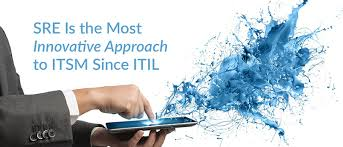 SRE Is the Most
Innovative Approach
to ITSM Since ITIL